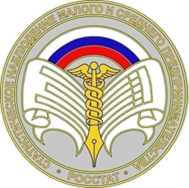 СТАТИСТИЧЕСКОЕ НАБЛЮДЕНИЕ МАЛОГО И СРЕДНЕГО ПРЕДПРИНИМАТЕЛЬСТВА
• РОССТАТ •